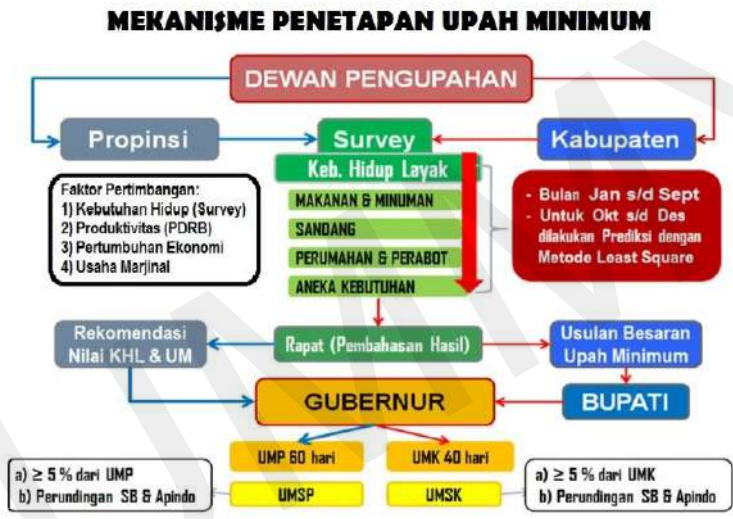 MEKANISME PENETAPAN UPAH MINIMUM
DEWAN PENGUPAHAN
Propinsi
Survey
Kabupaten
Keb. Hidup Layak
MAKANAN & MINUMAN
SANDANG
PERUMAHAN & PERABOT
ANEKA KEBUTUHAN
Faktor Pertimbangan:
1) Kebutuhan Hidup (Survey)
2) Produktivitas (PDRB)
3) Pertumbuhan Ekonomi
4) Usaha Marjinal
- Bulan Jan s/d Sept
- Untuk Okt s/d Des
dilakukan Prediksi dengan
Metode Least Square
Rekomendasi
Nilai KHL & UM
Rapat (Pembahasan Hasil)
Usulan Besaran
Upah Minimum
GUBERNUR
BUPATI
UMP 60 hari
UMK 40 hari
a) ≥ 5 % dari UMP
b) Perundingan SB & Apindo
UMSP
UMSK
a) ≥ 5 % dari UMK
b) Perundingan SB & Apindo